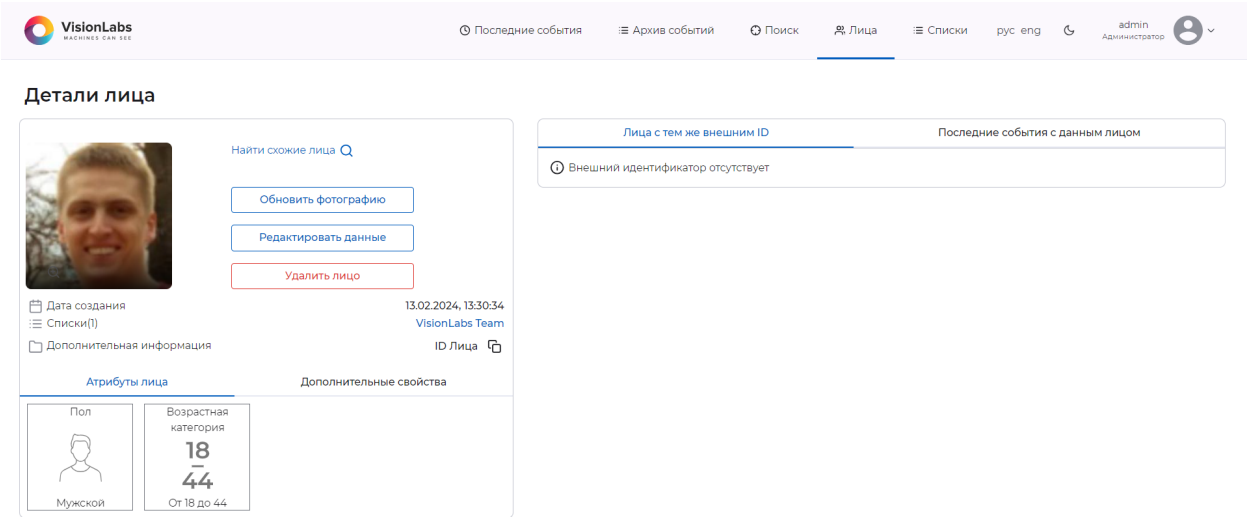 VisionLabs
MACHINES CAN SEE
Последние события
Архив событий
Поиск
Лица
Списки
рус eng
admin
Администратор
Детали лица
Найти схожие лица
Обновить фотографию
Редактировать данные
Удалить лицо
Дата создания 13.02.2024, 13:30:34
Списки(1) VisionLabs Team
Дополнительная информация ID Лица
Атрибуты лица Дополнительные свойства
Пол
Мужской
Возрастная
категория
18
44
От 18 до 44
Лица с тем же внешним ID Последние события с данным лицом
Внешний идентификатор отсутствует